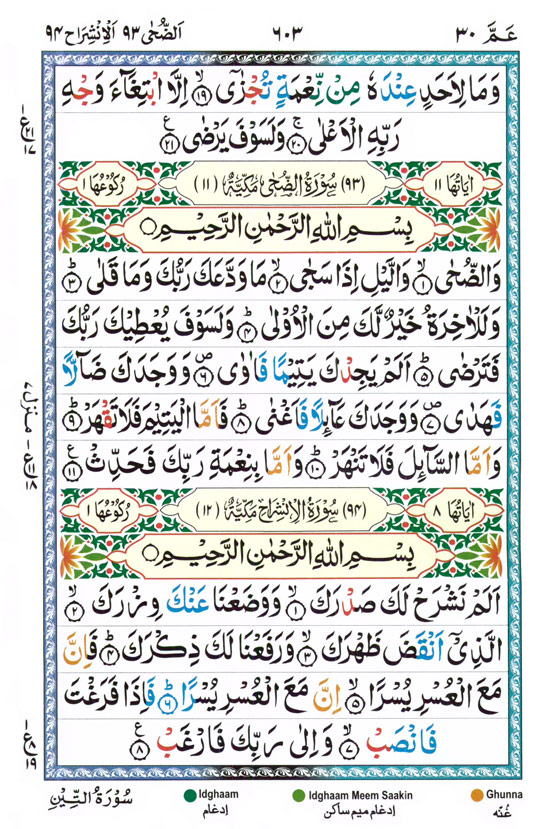 عَمَّ ٣٠
٦٠٣
اَلضُّحٰى ٩٣ اَلْاِنْشِرَاح ٩٤
وَمَا لِاَحَدٍ عِنْدَهٗ مِنْ نِّعْمَةٍ تُجْزٰۤى ۙ‏ ١٩ اِلَّا ابْتِغَآءَ وَجْهِ
رَبِّهِ الْاَعْلٰى ۚ‏ ٢٠ وَلَسَوْفَ يَرْضٰى ٢١ ع
اٰيَاتُهَا ١١
(٩٣) سُوْرَةُ الضُّحٰى مَكِّيَّةٌ (١١)
رُكُوْعُهَا ١
بِسْمِ اللّٰهِ الرَّحْمٰنِ الرَّحِيْمِ
وَالضُّحٰى ۙ‏ ١ وَالَّيْلِ اِذَا سَجٰى ۙ‏ ٢ مَا وَدَّعَكَ رَبُّكَ وَمَا قَلٰى ؕ‏ ٣
وَلَلْاٰخِرَةُ خَيْرٌ لَّكَ مِنَ الْاُوْلٰى ؕ‏ ٤ وَلَسَوْفَ يُعْطِيْكَ رَبُّكَ
فَتَرْضٰى ؕ‏ ٥ اَلَمْ يَجِدْكَ يَتِيْمًا فَاٰوٰى ۪‏ ٦ وَوَجَدَكَ ضَآلًّا
فَهَدٰى ۪‏ ٧ وَوَجَدَكَ عَآئِلًا فَاَغْنٰى ؕ‏ ٨ فَاَمَّا الْيَتِيْمَ فَلَا تَقْهَرْ ؕ‏ ٩
وَاَمَّا السَّآئِلَ فَلَا تَنْهَرْ ؕ‏ ١٠ وَاَمَّا بِنِعْمَةِ رَبِّكَ فَحَدِّثْ ١١ ع
اٰيَاتُهَا ٨
(٩٤) سُوْرَةُ الْاِنْشِرَاحِ مَكِّيَّةٌ (١٢)
رُكُوْعُهَا ١
بِسْمِ اللّٰهِ الرَّحْمٰنِ الرَّحِيْمِ
اَلَمْ نَشْرَحْ لَكَ صَدْرَكَ ۙ‏ ١ وَوَضَعْنَا عَنْكَ وِزْرَكَ ۙ‏ ٢
الَّذِىْۤ اَنْقَضَ ظَهْرَكَ ۙ‏ ٣ وَرَفَعْنَا لَكَ ذِكْرَكَ ؕ‏ ٤ فَاِنَّ
مَعَ الْعُسْرِ يُسْرًا ۙ‏ ٥ اِنَّ مَعَ الْعُسْرِ يُسْرًا ؕ‏ ٦ فَاِذَا فَرَغْتَ
فَانْصَبْ ۙ‏ ٧ وَاِلٰى رَبِّكَ فَارْغَبْ ٨ ع
سُوْرَةُ التِّيْن
Idghaam
ادغام
Idghaam Meem Saakin
ادغام میم ساکن
Ghunna
غُنّہ